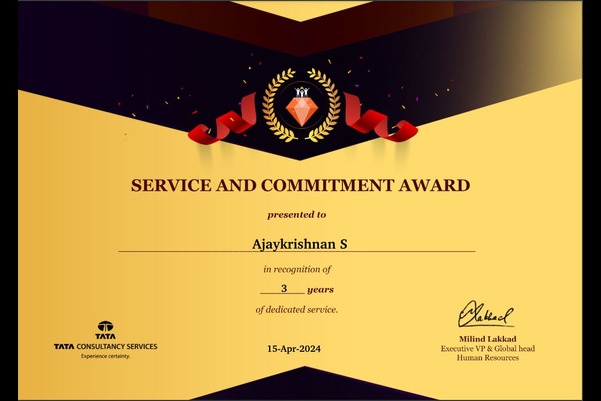 SERVICE AND COMMITMENT AWARD
presented to
Ajaykrishnan S
in recognition of
3 years
of dedicated service.
TATA
TATA CONSULTANCY SERVICES
Experience certainty.
15-Apr-2024
Lakkad
Milind Lakkad
Executive VP & Global head
Human Resources